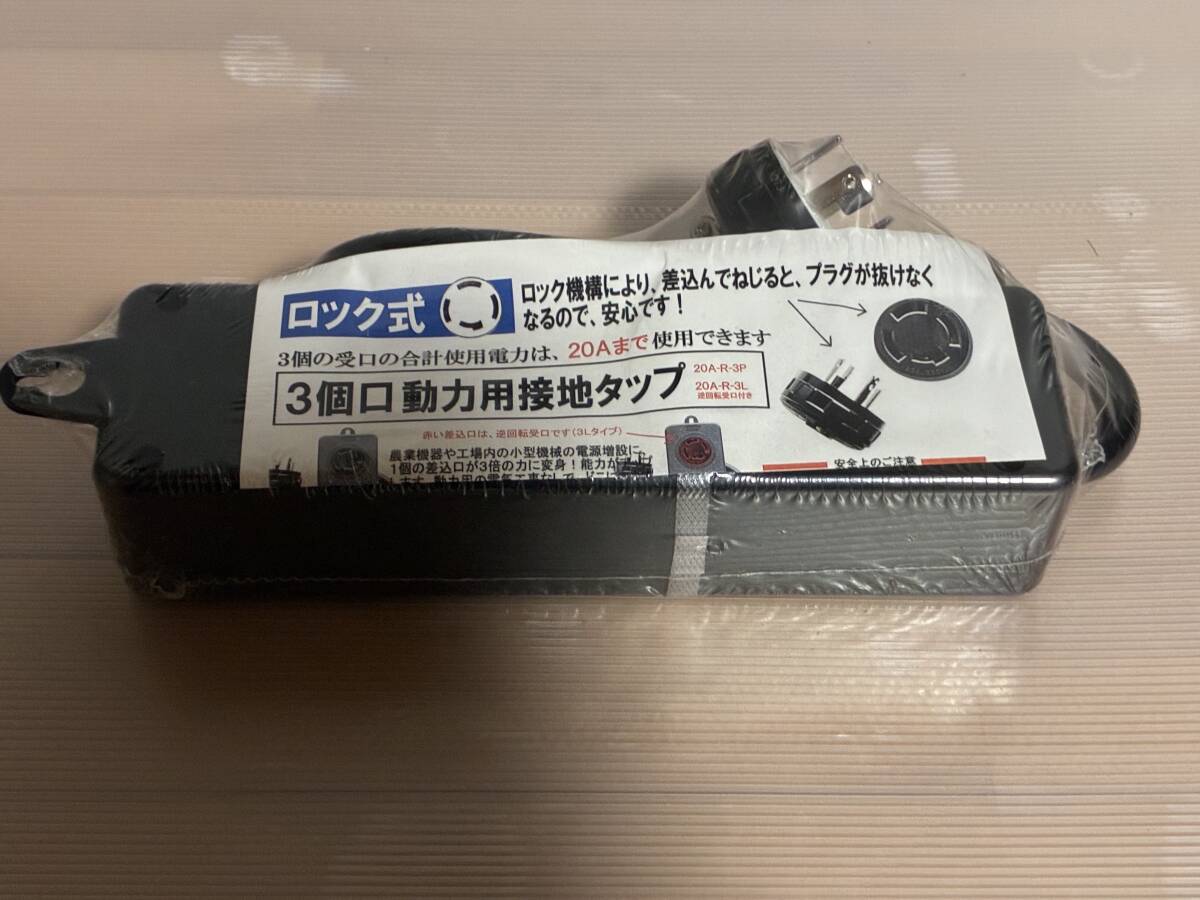 ロック式
ロック機構により、差込んでねじると、プラグが抜けなく
なるので、安心です!
3個の受口の合計使用電力は、20Aまで使用できます
3個口動力用接地タップ
20A-R-3P
20A-R-3L
逆回転受口付き
赤い差込口は、逆回転受口です(3Lタイプ)
農業機器や工場内の小型機械の電源増設に
1個の差込口が3倍の力に変身!能力が
安全上のご注意